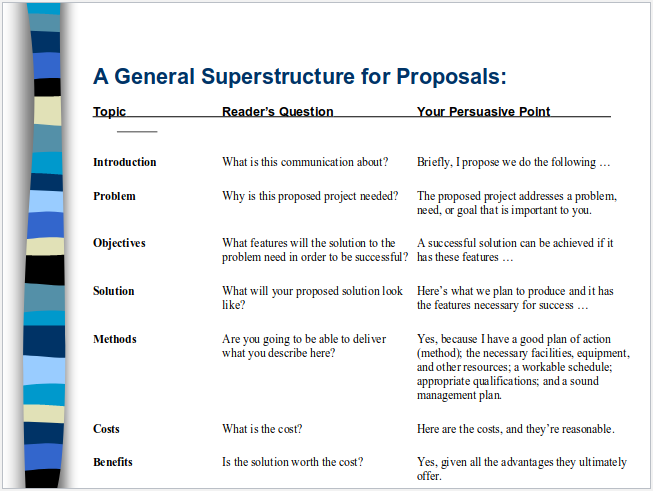 A General Superstructure for Proposals:
Topic Reader's Question Your Persuasive Point
Introduction What is this communication about? Briefly, I propose we do the following …
Problem Why is this proposed project needed? The proposed project addresses a problem,
need, or goal that is important to you.
Objectives What features will the solution to the A successful solution can be achieved if it
problem need in order to be successful? has these features …
Solution What will your proposed solution look Here's what we plan to produce and it has
like? the features necessary for success …
Methods Are you going to be able to deliver Yes, because I have a good plan of action
what you describe here? (method); the necessary facilities, equipment,
and other resources; a workable schedule;
appropriate qualifications; and a sound
management plan.
Costs What is the cost? Here are the costs, and they're reasonable.
Benefits Is the solution worth the cost? Yes, given all the advantages they ultimately
offer.